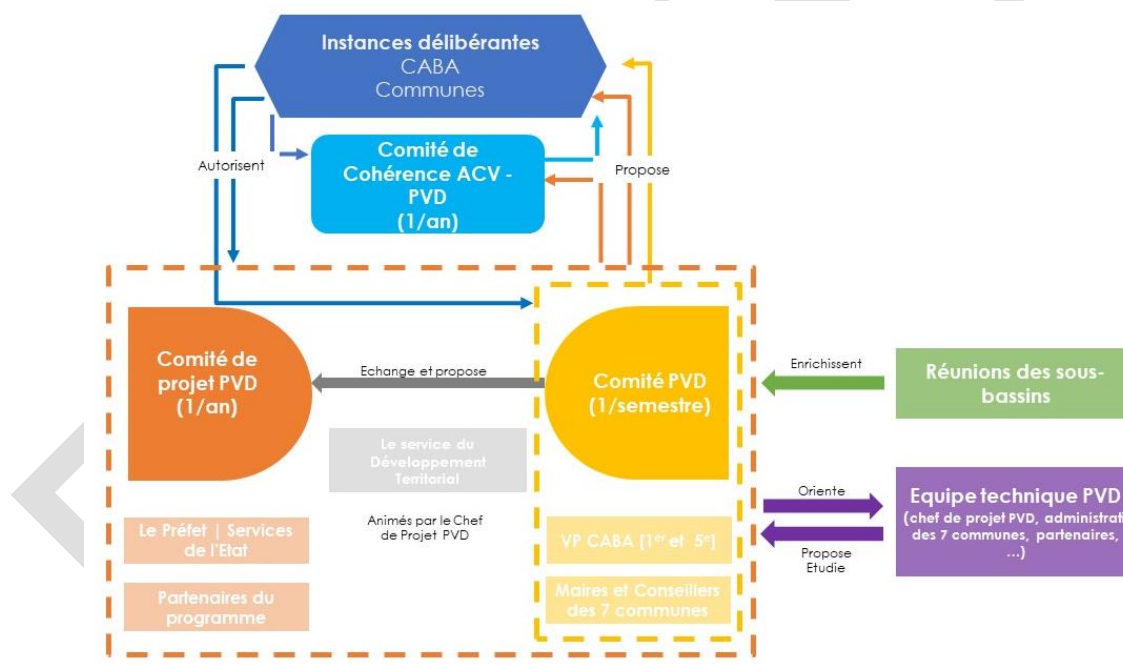 Instances délibérantes
CABA
Communes
Autorisent
Comité de
Cohérence ACV -
PVD
(1/an)
Propose
Comité de
projet PVD
(1/an)
Echange et propose
Comité PVD
(1/semestre)
Enrichissent
Réunions des sous-
bassins
Le service du
Développement
Territorial
Animés par le Chef
de Projet PVD
Le Préfet | Services
de l'Etat
Partenaires du
programme
VP CABA [1er et 5e]
Maires et Conseillers
des 7 communes
Oriente
Propose
Etudie
Equipe technique PVD
(chef de projet PVD, administrat
des 7 communes, partenaires,
...)